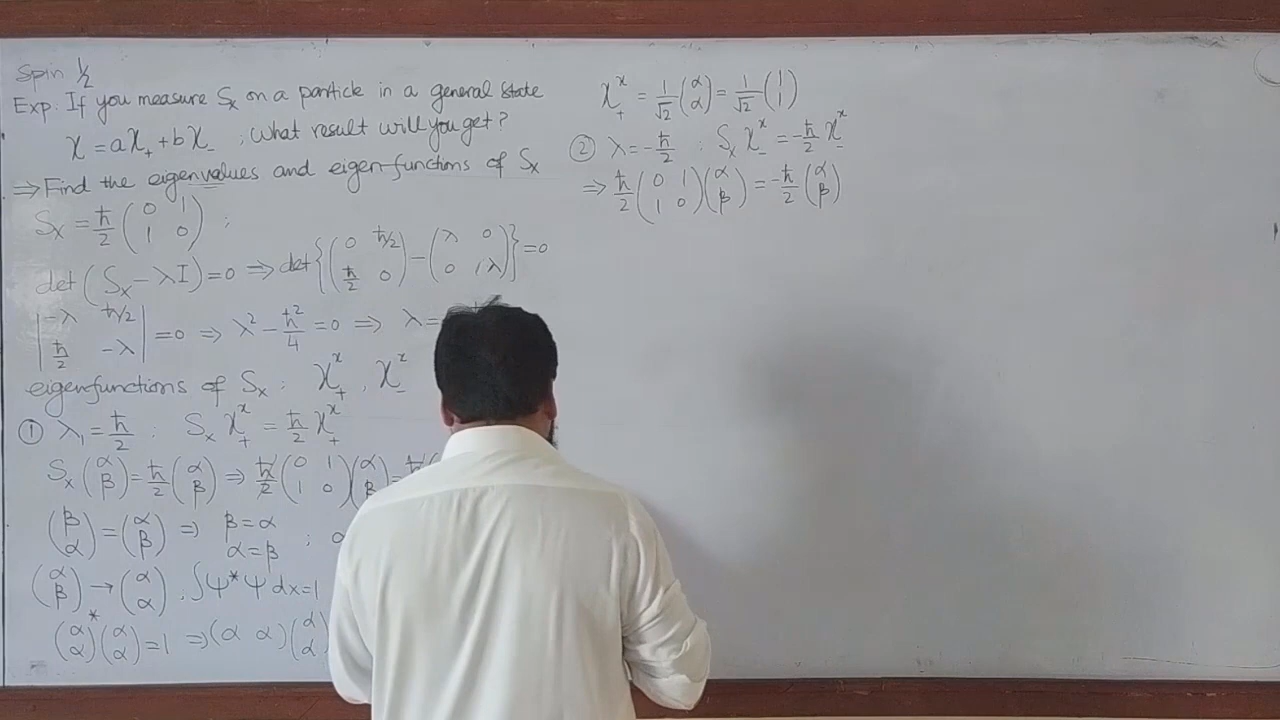 Spin 1/2
Exp: If you measure Sₓ on a particle in a general state
χ = aχ₊ + bχ₋ ; What result will you get?
⇒ Find the eigenvalues and eigen-functions of Sₓ
Sₓ = ħ/2 (0 1; 1 0) ;
det(Sₓ − λI) = 0 ⇒ det{(0 ħ/2; ħ/2 0) − (λ 0; 0 λ)} = 0
|−λ ħ/2; ħ/2 −λ| = 0 ⇒ λ² − ħ²/4 = 0 ⇒ λ =
eigenfunctions of Sₓ : χ₊ˣ , χ₋ˣ
① λ₁ = ħ/2 : Sₓ χ₊ˣ = ħ/2 χ₊ˣ
Sₓ (α; β) = ħ/2 (α; β) ⇒ ħ/2 (0 1; 1 0)(α; β) = ħ
(β; α) = (α; β) ⇒ β = α
α = β ;
(α; β) → (α; α) ; ∫ψ*ψ dx = 1
(α; α)* (α; α) = 1 ⇒ (α α)(α; α)
χ₊ˣ = 1/√2 (α; α) = 1/√2 (1; 1)
② λ = −ħ/2 : Sₓ χ₋ˣ = −ħ/2 χ₋ˣ
⇒ ħ/2 (0 1; 1 0)(α; β) = −ħ/2 (α; β)